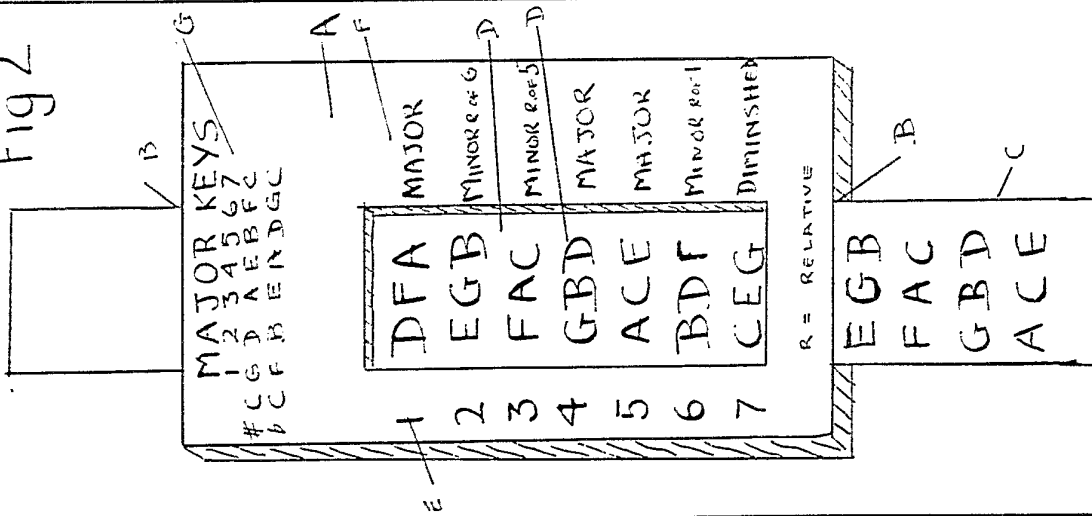 Fig 2
B
G
MAJOR KEYS
1 2 3 4 5 6 7
# C G D A E B F C
b C F B E A D G C
A
F
1 DFA MAJOR
E
2 EGB MINOR R of 6
D
3 FAC MINOR R of 5
D
4 GBD MAJOR
5 ACE MAJOR
6 BDF MINOR R of 1
7 CEG DIMINSHED
R = RELATIVE
EGB
B
FAC
GBD
C
ACE